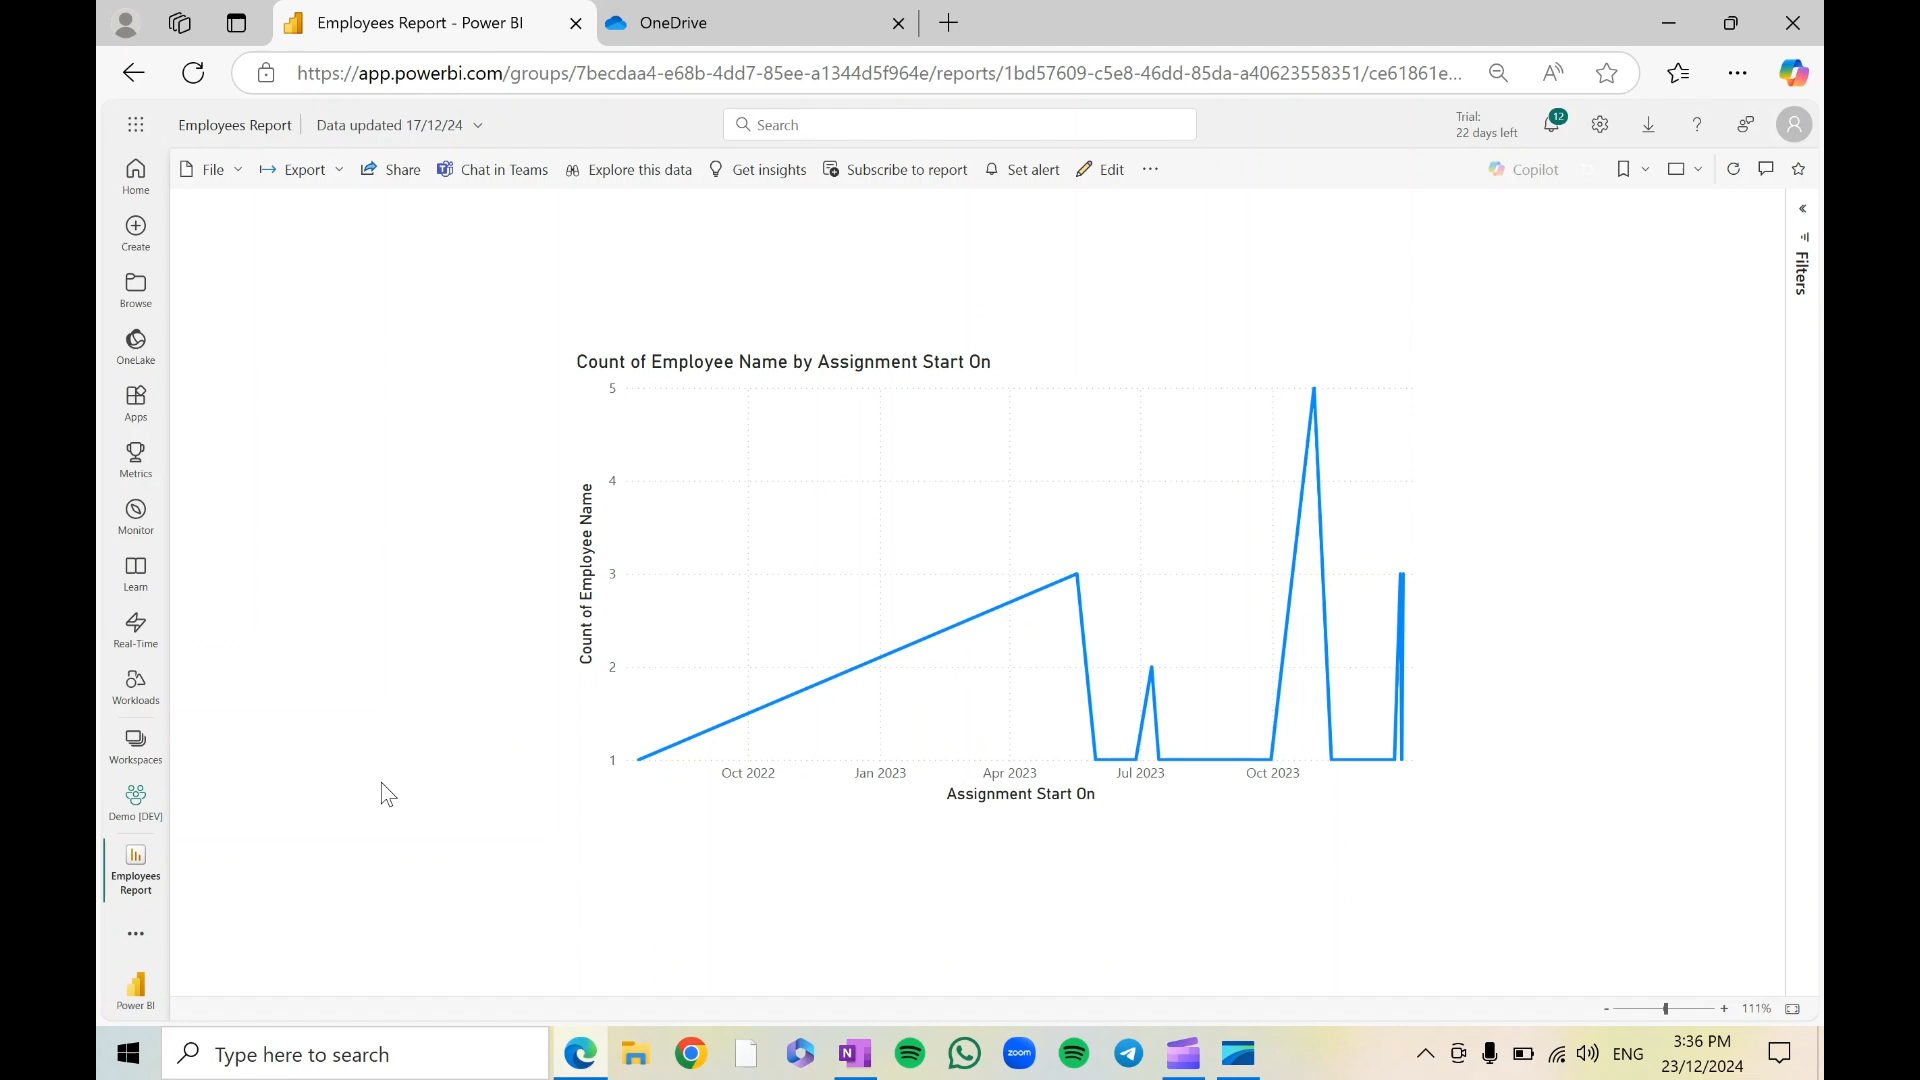 Employees Report - Power BI
OneDrive
https://app.powerbi.com/groups/7becdaa4-e68b-4dd7-85ee-a1344d5f964e/reports/1bd57609-c5e8-46dd-85da-a40623558351/ce61861e...
Employees Report
Data updated 17/12/24
Search
Trial:
22 days left
12
File
Export
Share
Chat in Teams
Explore this data
Get insights
Subscribe to report
Set alert
Edit
Copilot
Home
Create
Browse
OneLake
Apps
Metrics
Monitor
Learn
Real-Time
Workloads
Workspaces
Demo [DEV]
Employees
Report
Power BI
Filters
Count of Employee Name by Assignment Start On
Count of Employee Name
5
4
3
2
1
Oct 2022
Jan 2023
Apr 2023
Jul 2023
Oct 2023
Assignment Start On
- + 111%
Type here to search
N
zoom
ENG
3:36 PM
23/12/2024